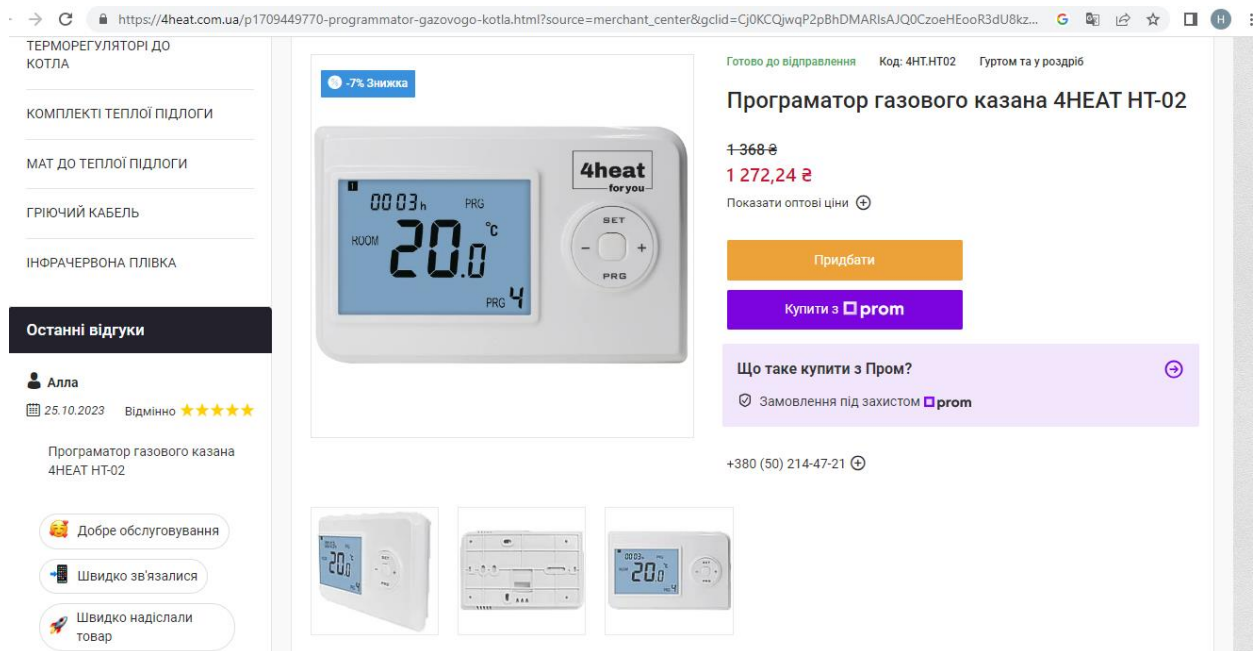 https://4heat.com.ua/p1709449770-programmator-gazovogo-kotla.html?source=merchant_center&gclid=Cj0KCQjwqP2pBhDMARIsAJQ0CzoeHEooR3dU8kz...
H
ТЕРМОРЕГУЛЯТОРІ ДО
КОТЛА
КОМПЛЕКТІ ТЕПЛОЇ ПІДЛОГИ
МАТ ДО ТЕПЛОЇ ПІДЛОГИ
ГРІЮЧИЙ КАБЕЛЬ
ІНФРАЧЕРВОНА ПЛІВКА
Останні відгуки
Алла
25.10.2023 Відмінно
Програматор газового казана
4HEAT HT-02
Добре обслуговування
Швидко зв'язалися
Швидко надіслали
товар
-7% Знижка
4heat
for you
1
00 03h PRG
ROOM 20.0 °C
PRG 4
SET
- +
PRG
Готово до відправлення Код: 4HT.HT02 Гуртом та у роздріб
Програматор газового казана 4HEAT HT-02
1 368 ₴
1 272,24 ₴
Показати оптові ціни
Придбати
Купити з prom
Що таке купити з Пром?
Замовлення під захистом prom
+380 (50) 214-47-21